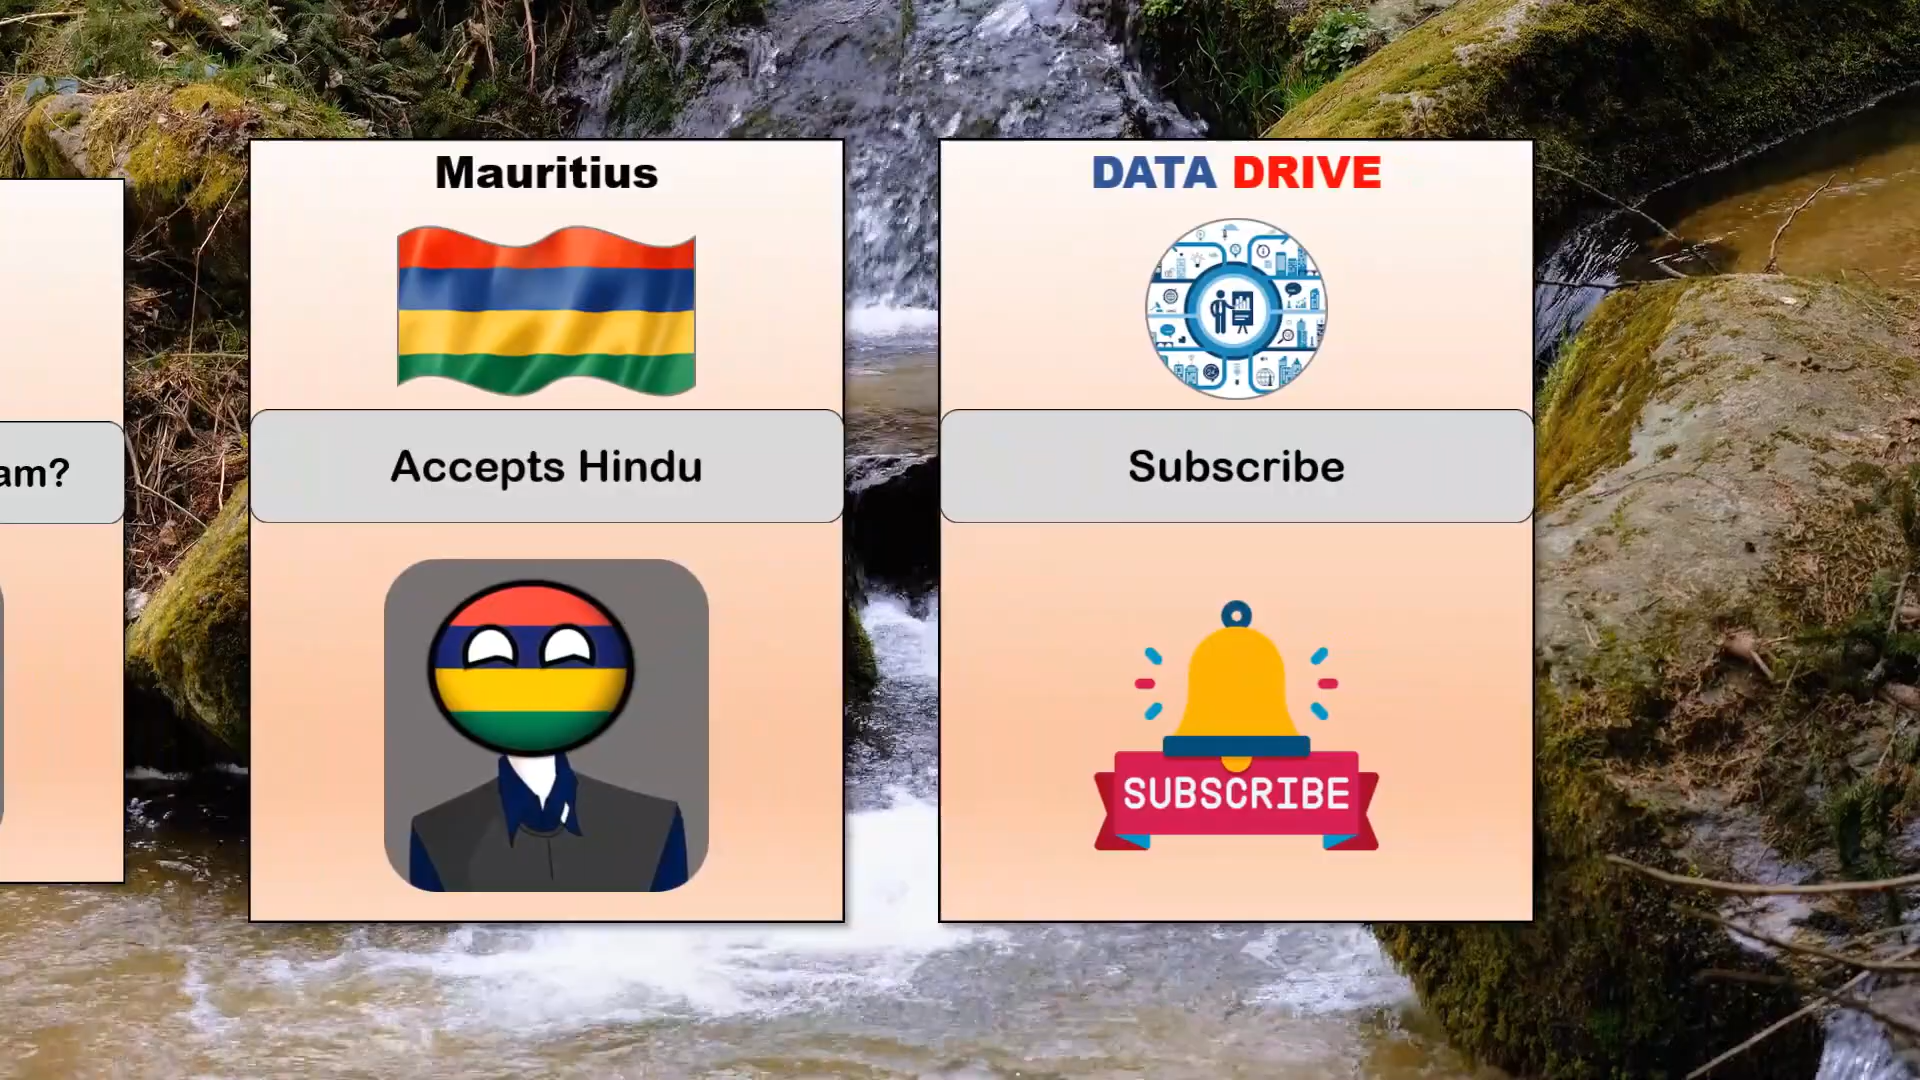 am?
Mauritius
Accepts Hindu
DATA DRIVE
Subscribe
SUBSCRIBE